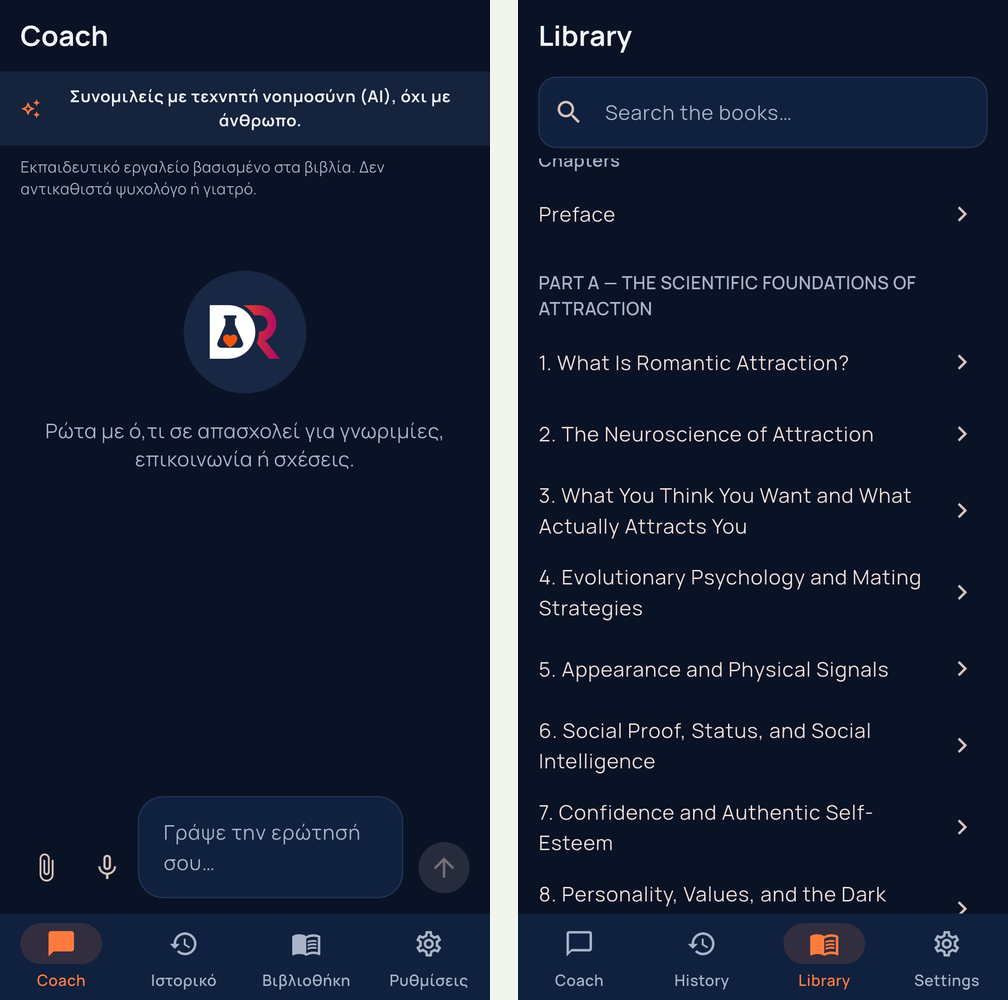 Coach
Συνομιλείς με τεχνητή νοημοσύνη (AI), όχι με
άνθρωπο.
Εκπαιδευτικό εργαλείο βασισμένο στα βιβλία. Δεν
αντικαθιστά ψυχολόγο ή γιατρό.
DR
Ρώτα με ό,τι σε απασχολεί για γνωριμίες,
επικοινωνία ή σχέσεις.
Γράψε την ερώτησή
σου…
Coach
Ιστορικό
Βιβλιοθήκη
Ρυθμίσεις
Library
Search the books…
Chapters
Preface
PART A — THE SCIENTIFIC FOUNDATIONS OF
ATTRACTION
1. What Is Romantic Attraction?
2. The Neuroscience of Attraction
3. What You Think You Want and What
Actually Attracts You
4. Evolutionary Psychology and Mating
Strategies
5. Appearance and Physical Signals
6. Social Proof, Status, and Social
Intelligence
7. Confidence and Authentic Self-
Esteem
8. Personality, Values, and the Dark
Coach
History
Library
Settings